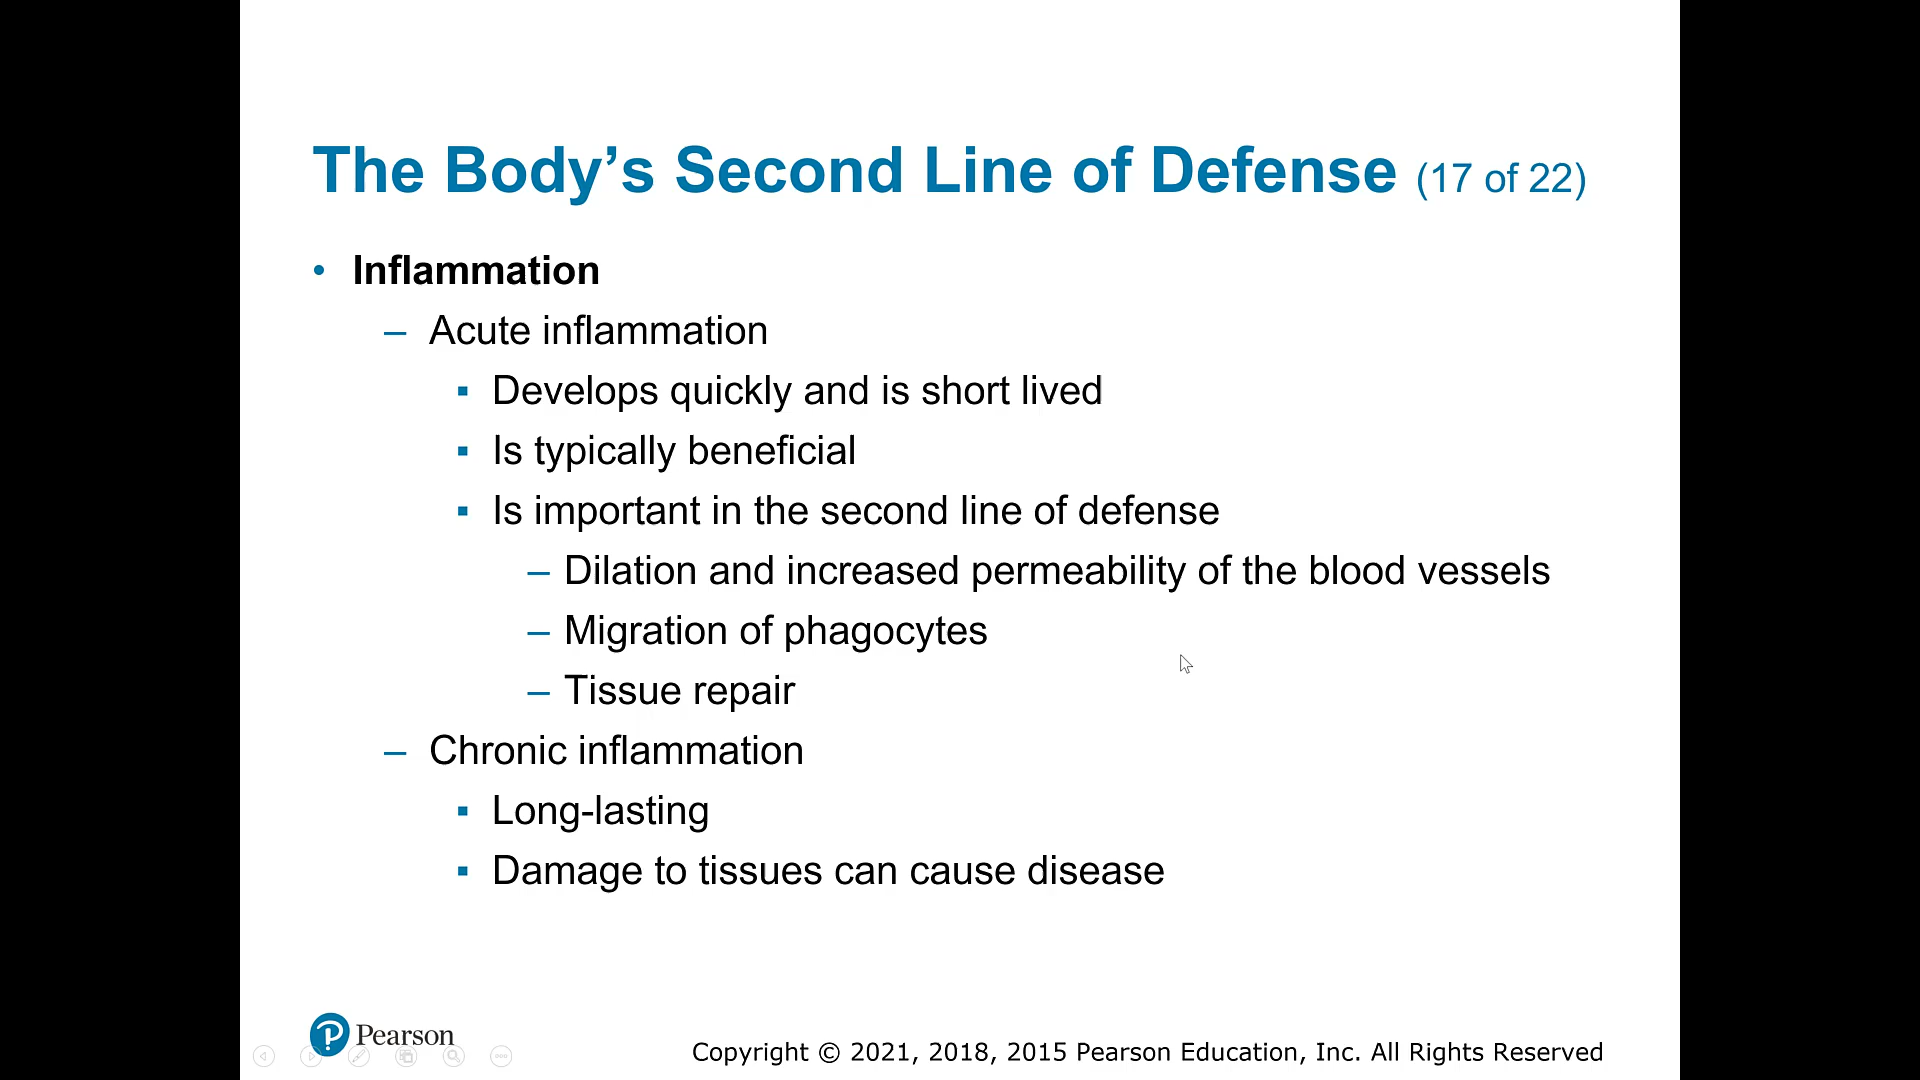 The Body’s Second Line of Defense (17 of 22)
• Inflammation
– Acute inflammation
▪ Develops quickly and is short lived
▪ Is typically beneficial
▪ Is important in the second line of defense
– Dilation and increased permeability of the blood vessels
– Migration of phagocytes
– Tissue repair
– Chronic inflammation
▪ Long-lasting
▪ Damage to tissues can cause disease
Pearson
Copyright © 2021, 2018, 2015 Pearson Education, Inc. All Rights Reserved